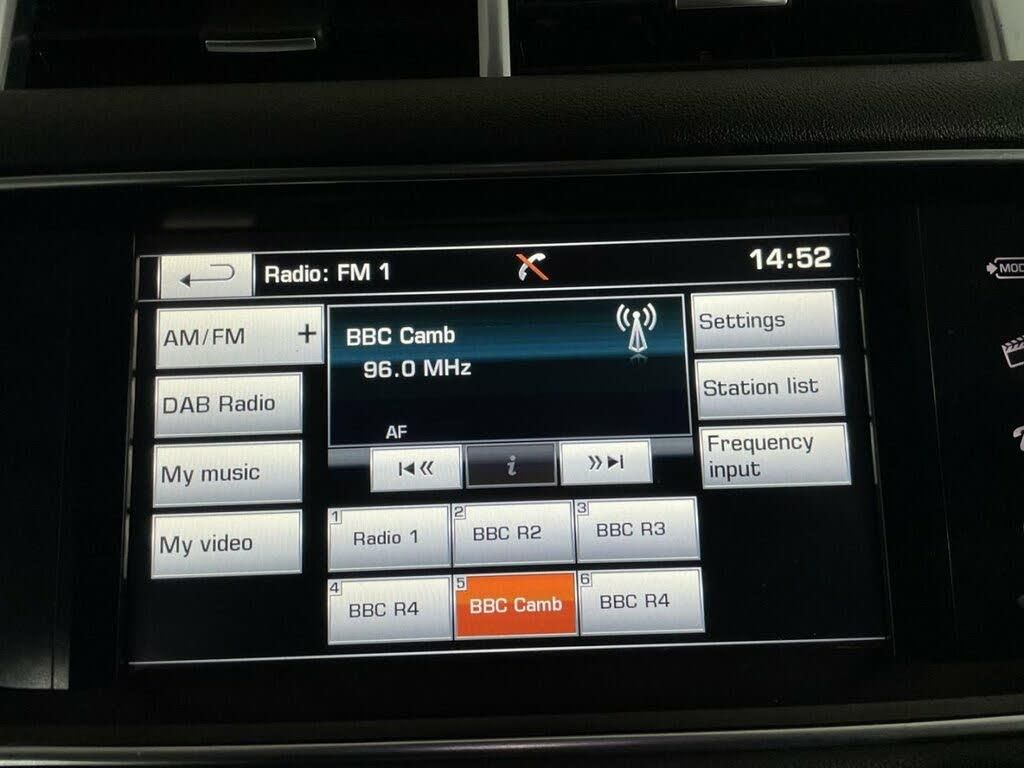 Radio: FM 1
14:52
AM/FM +
BBC Camb
96.0 MHz
AF
Settings
DAB Radio
Station list
My music
Frequency
input
i
My video
1
Radio 1
2
BBC R2
3
BBC R3
4
BBC R4
5
BBC Camb
6
BBC R4